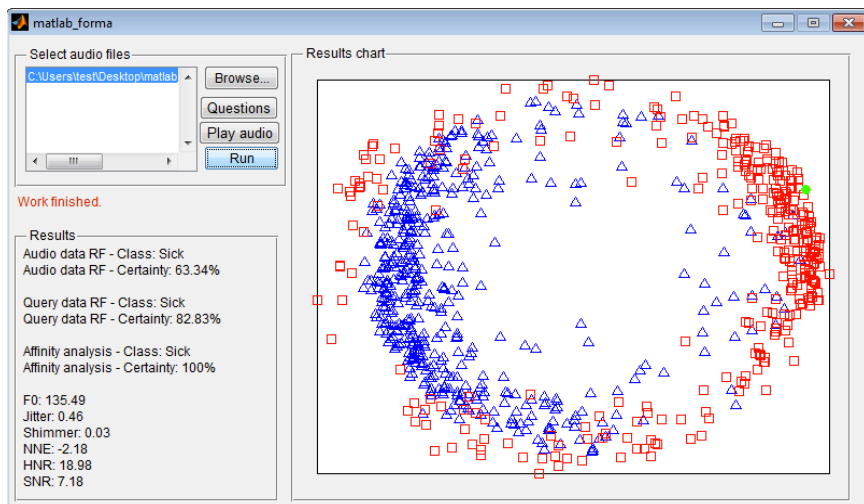 matlab_forma
Select audio files
C:\Users\test\Desktop\matlab
Browse...
Questions
Play audio
Run
Work finished.
Results
Audio data RF - Class: Sick
Audio data RF - Certainty: 63.34%
Query data RF - Class: Sick
Query data RF - Certainty: 82.83%
Affinity analysis - Class: Sick
Affinity analysis - Certainty: 100%
F0: 135.49
Jitter: 0.46
Shimmer: 0.03
NNE: -2.18
HNR: 18.98
SNR: 7.18
Results chart